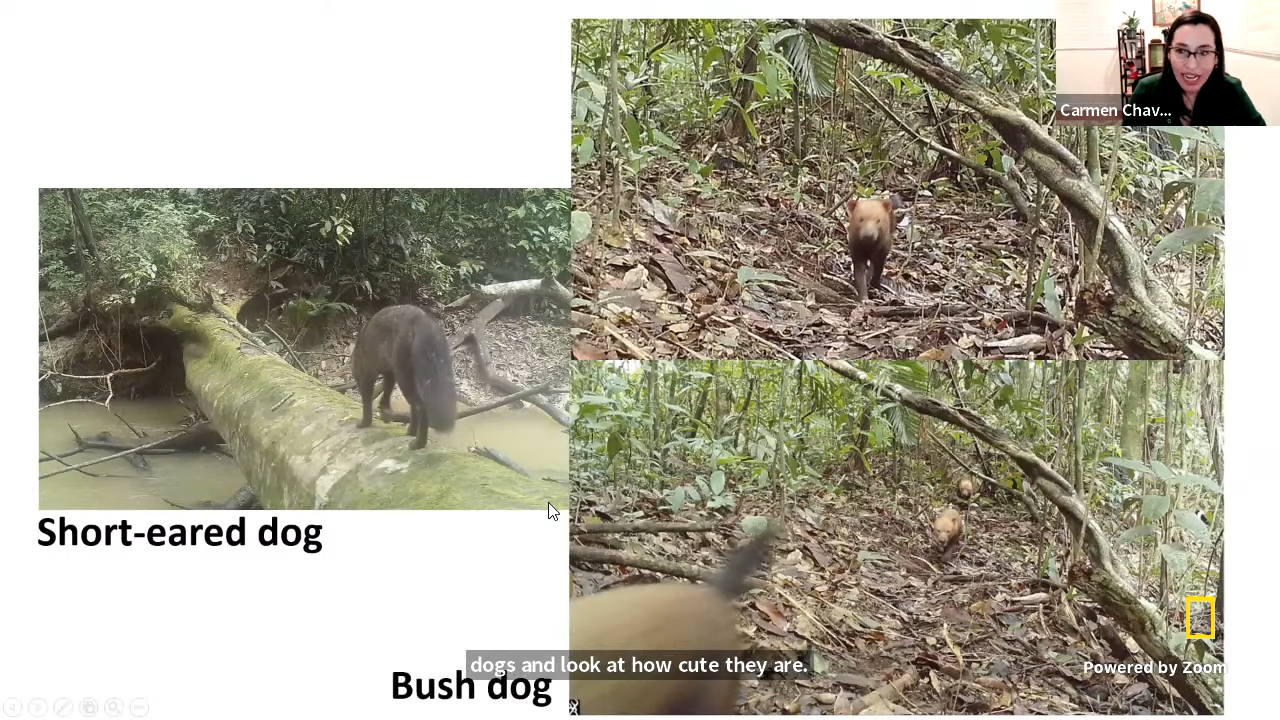 Carmen Chav...
Short-eared dog
dogs and look at how cute they are.
Bush dog
Powered by Zoom